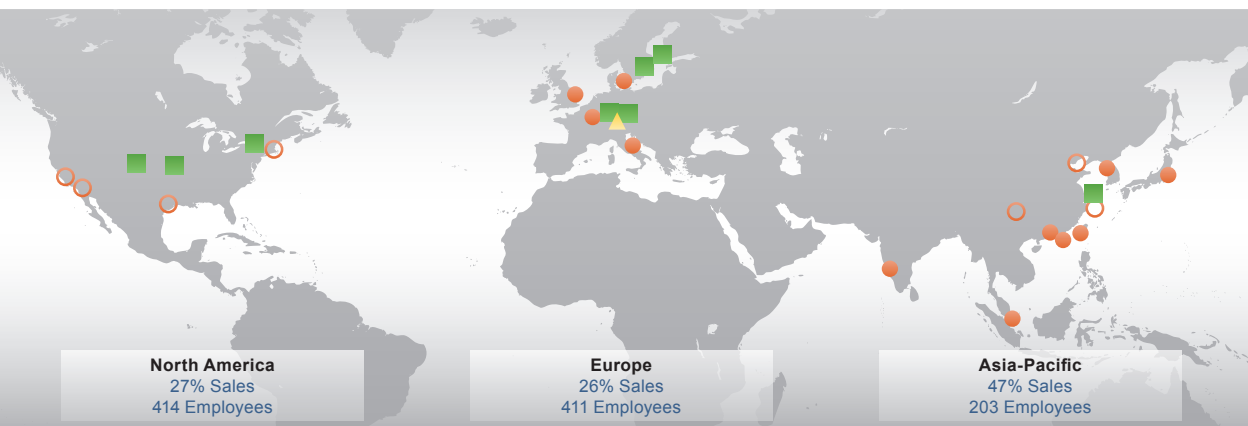 North America
27% Sales
414 Employees
Europe
26% Sales
411 Employees
Asia-Pacific
47% Sales
203 Employees